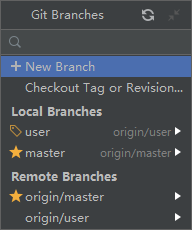 Git Branches
New Branch
Checkout Tag or Revision...
Local Branches
user origin/user
master origin/master
Remote Branches
origin/master
origin/user